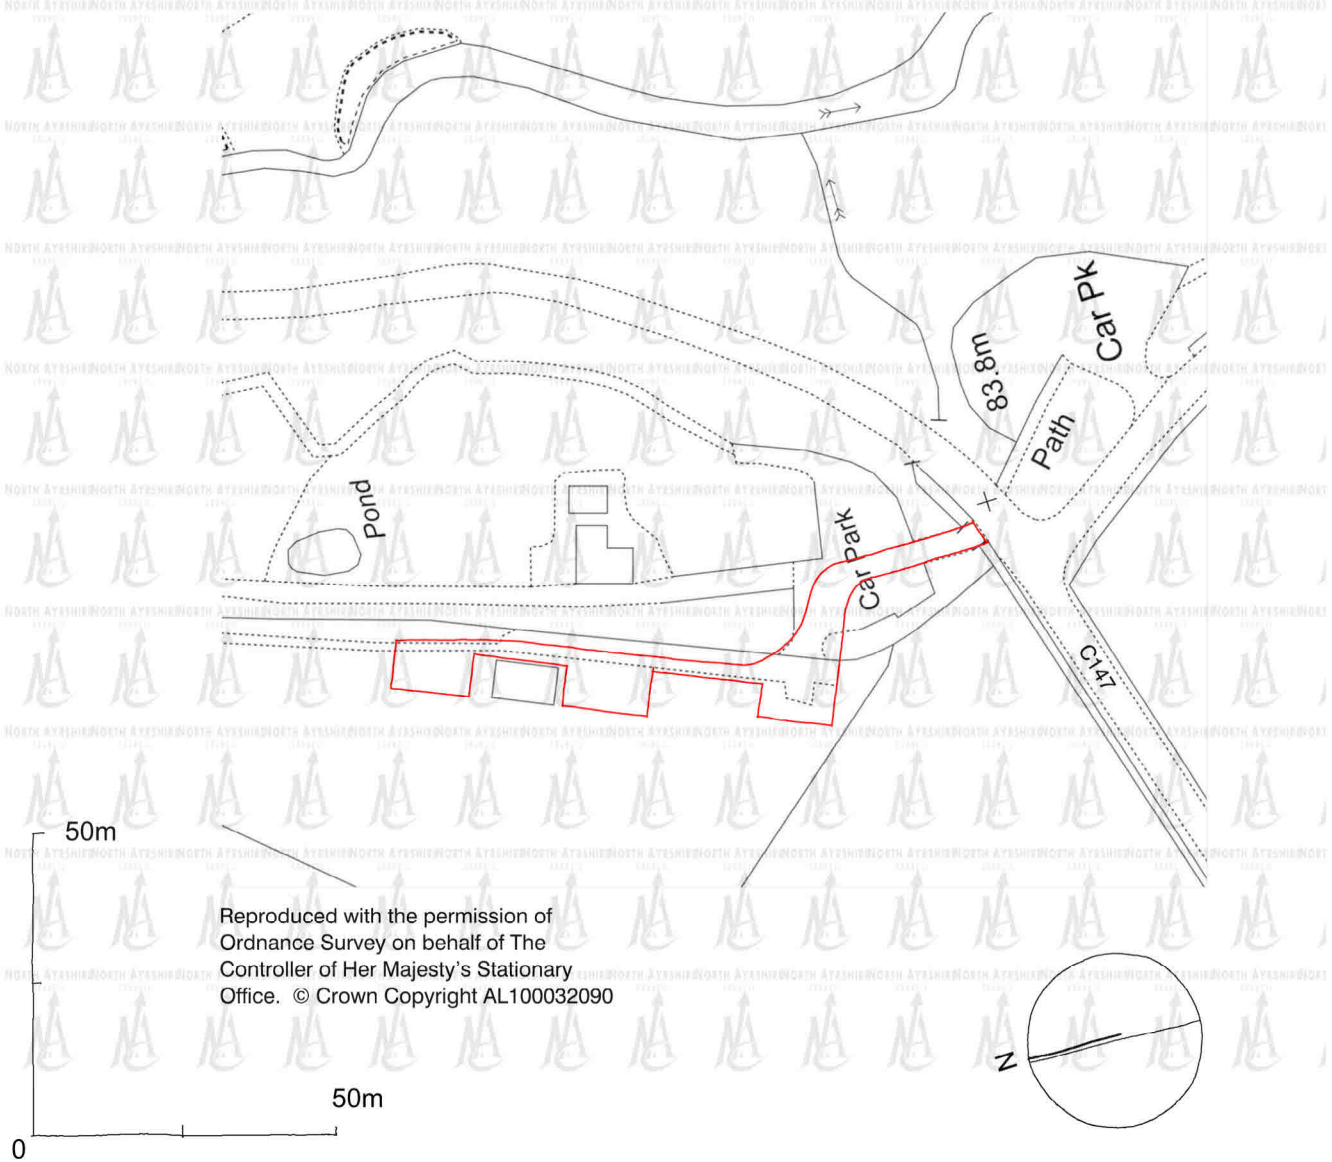 Car Pk
83.8m
Path
Pond
Car Park
C147
50m
Reproduced with the permission of
Ordnance Survey on behalf of The
Controller of Her Majesty's Stationary
Office. © Crown Copyright AL100032090
N
50m
0